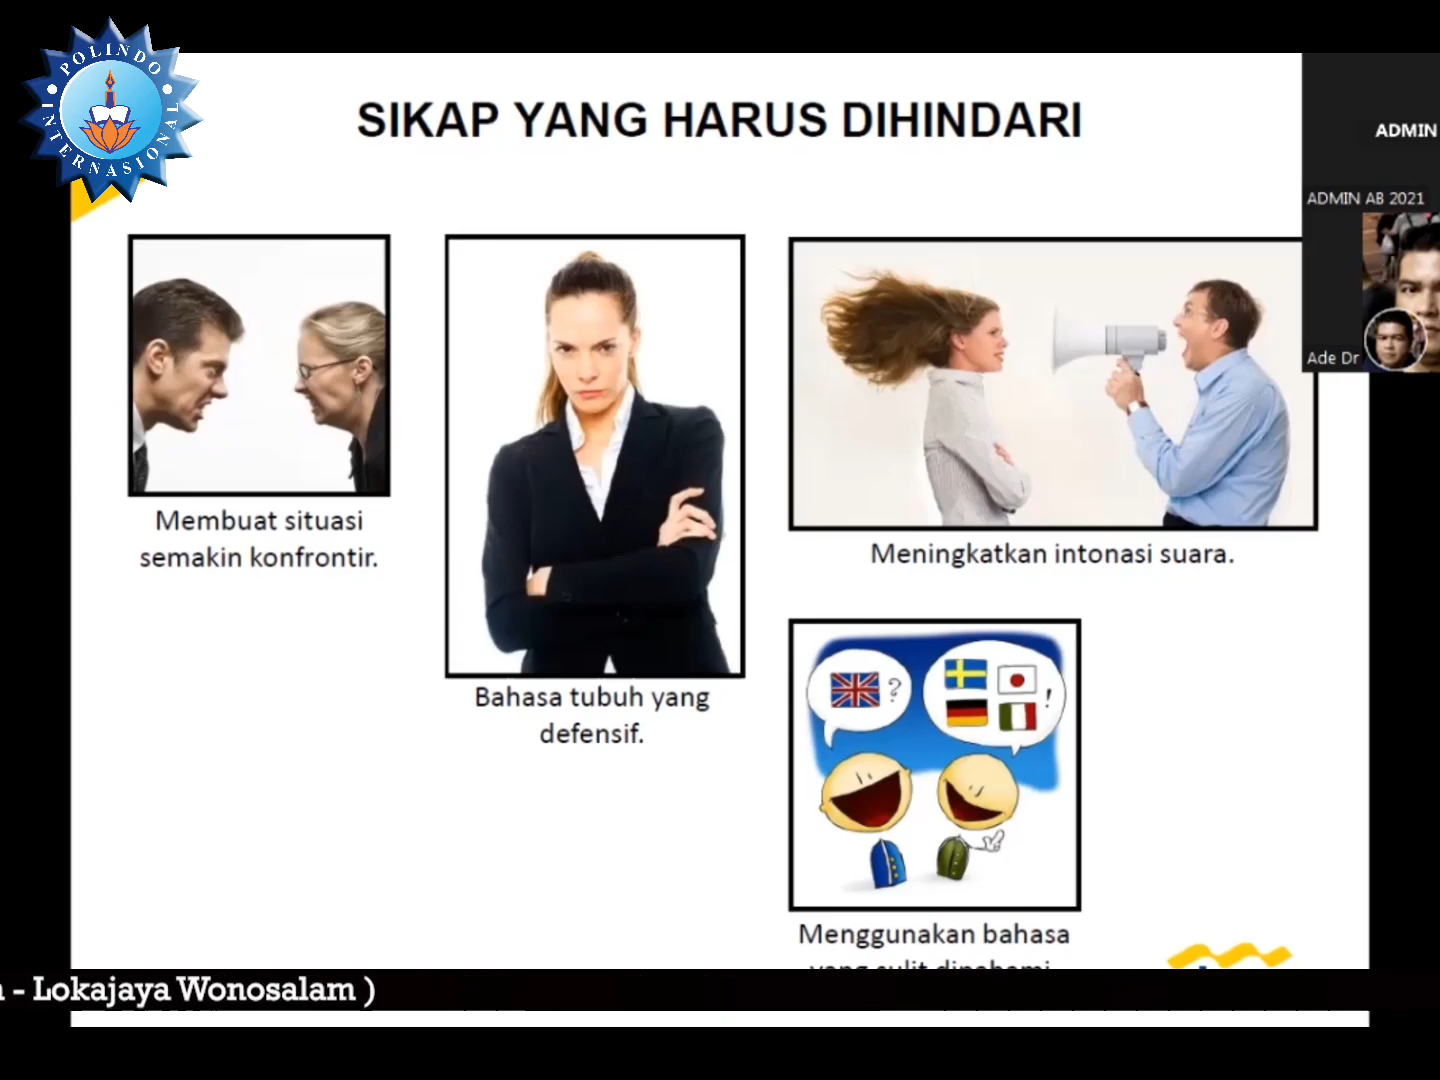 POLINDO
INTERNASIONAL
SIKAP YANG HARUS DIHINDARI
ADMIN
ADMIN AB 2021
Ade Dr
Membuat situasi
semakin konfrontir.
Bahasa tubuh yang
defensif.
Meningkatkan intonasi suara.
?
!
Menggunakan bahasa
yang sulit dipahami.
- Lokajaya Wonosalam )